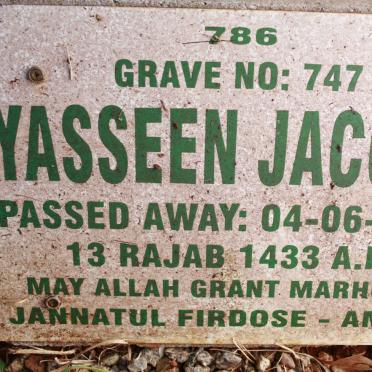 786
GRAVE NO: 747
YASSEEN JAC
PASSED AWAY: 04-06-
13 RAJAB 1433 A.
MAY ALLAH GRANT MARH
JANNATUL FIRDOSE - AM